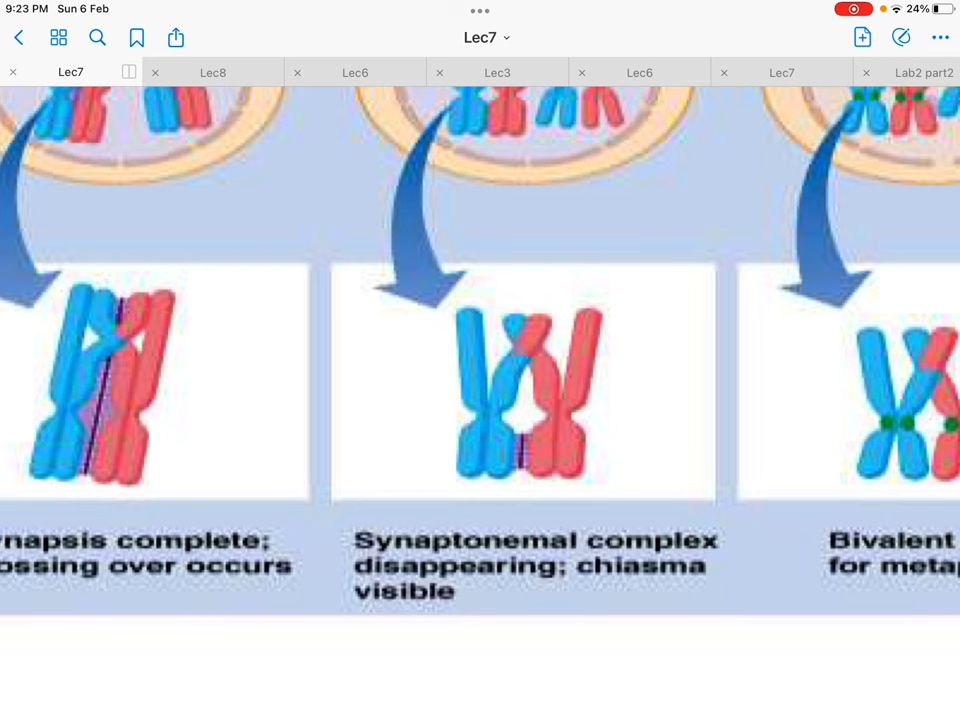 9:23 PM Sun 6 Feb
24%
Lec7
Lec7
Lec8
Lec6
Lec3
Lec6
Lec7
Lab2 part2
napsis complete;
ossing over occurs
Synaptonemal complex
disappearing; chiasma
visible
Bivalent
for metap